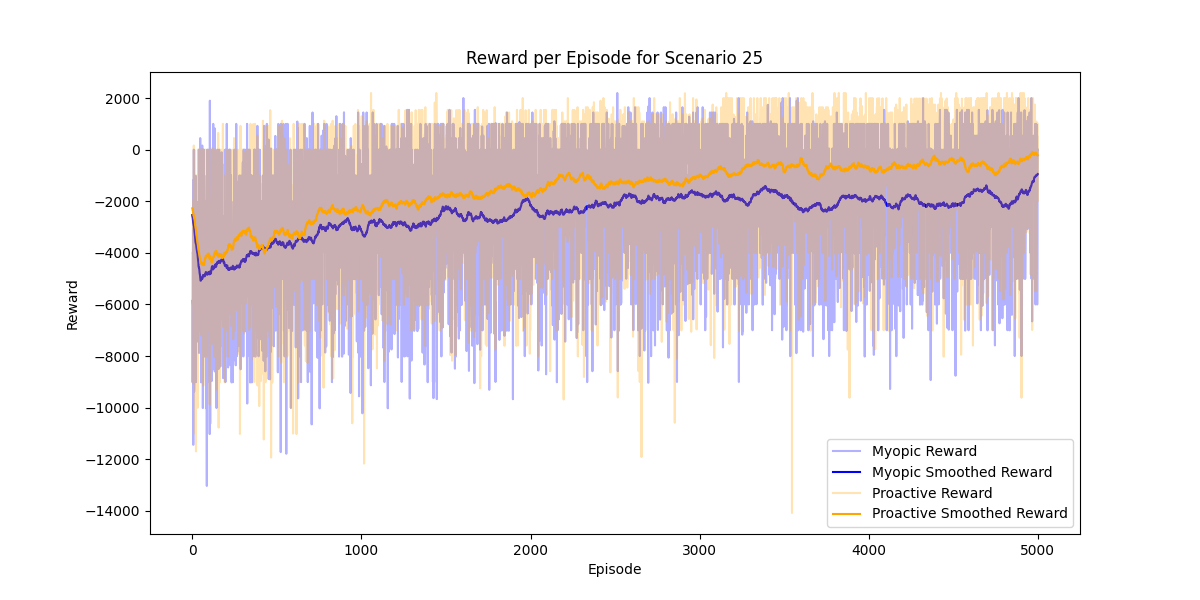 Reward per Episode for Scenario 25
2000
0
−2000
−4000
−6000
−8000
−10000
−12000
−14000
Reward
0 1000 2000 3000 4000 5000
Episode
Myopic Reward
Myopic Smoothed Reward
Proactive Reward
Proactive Smoothed Reward